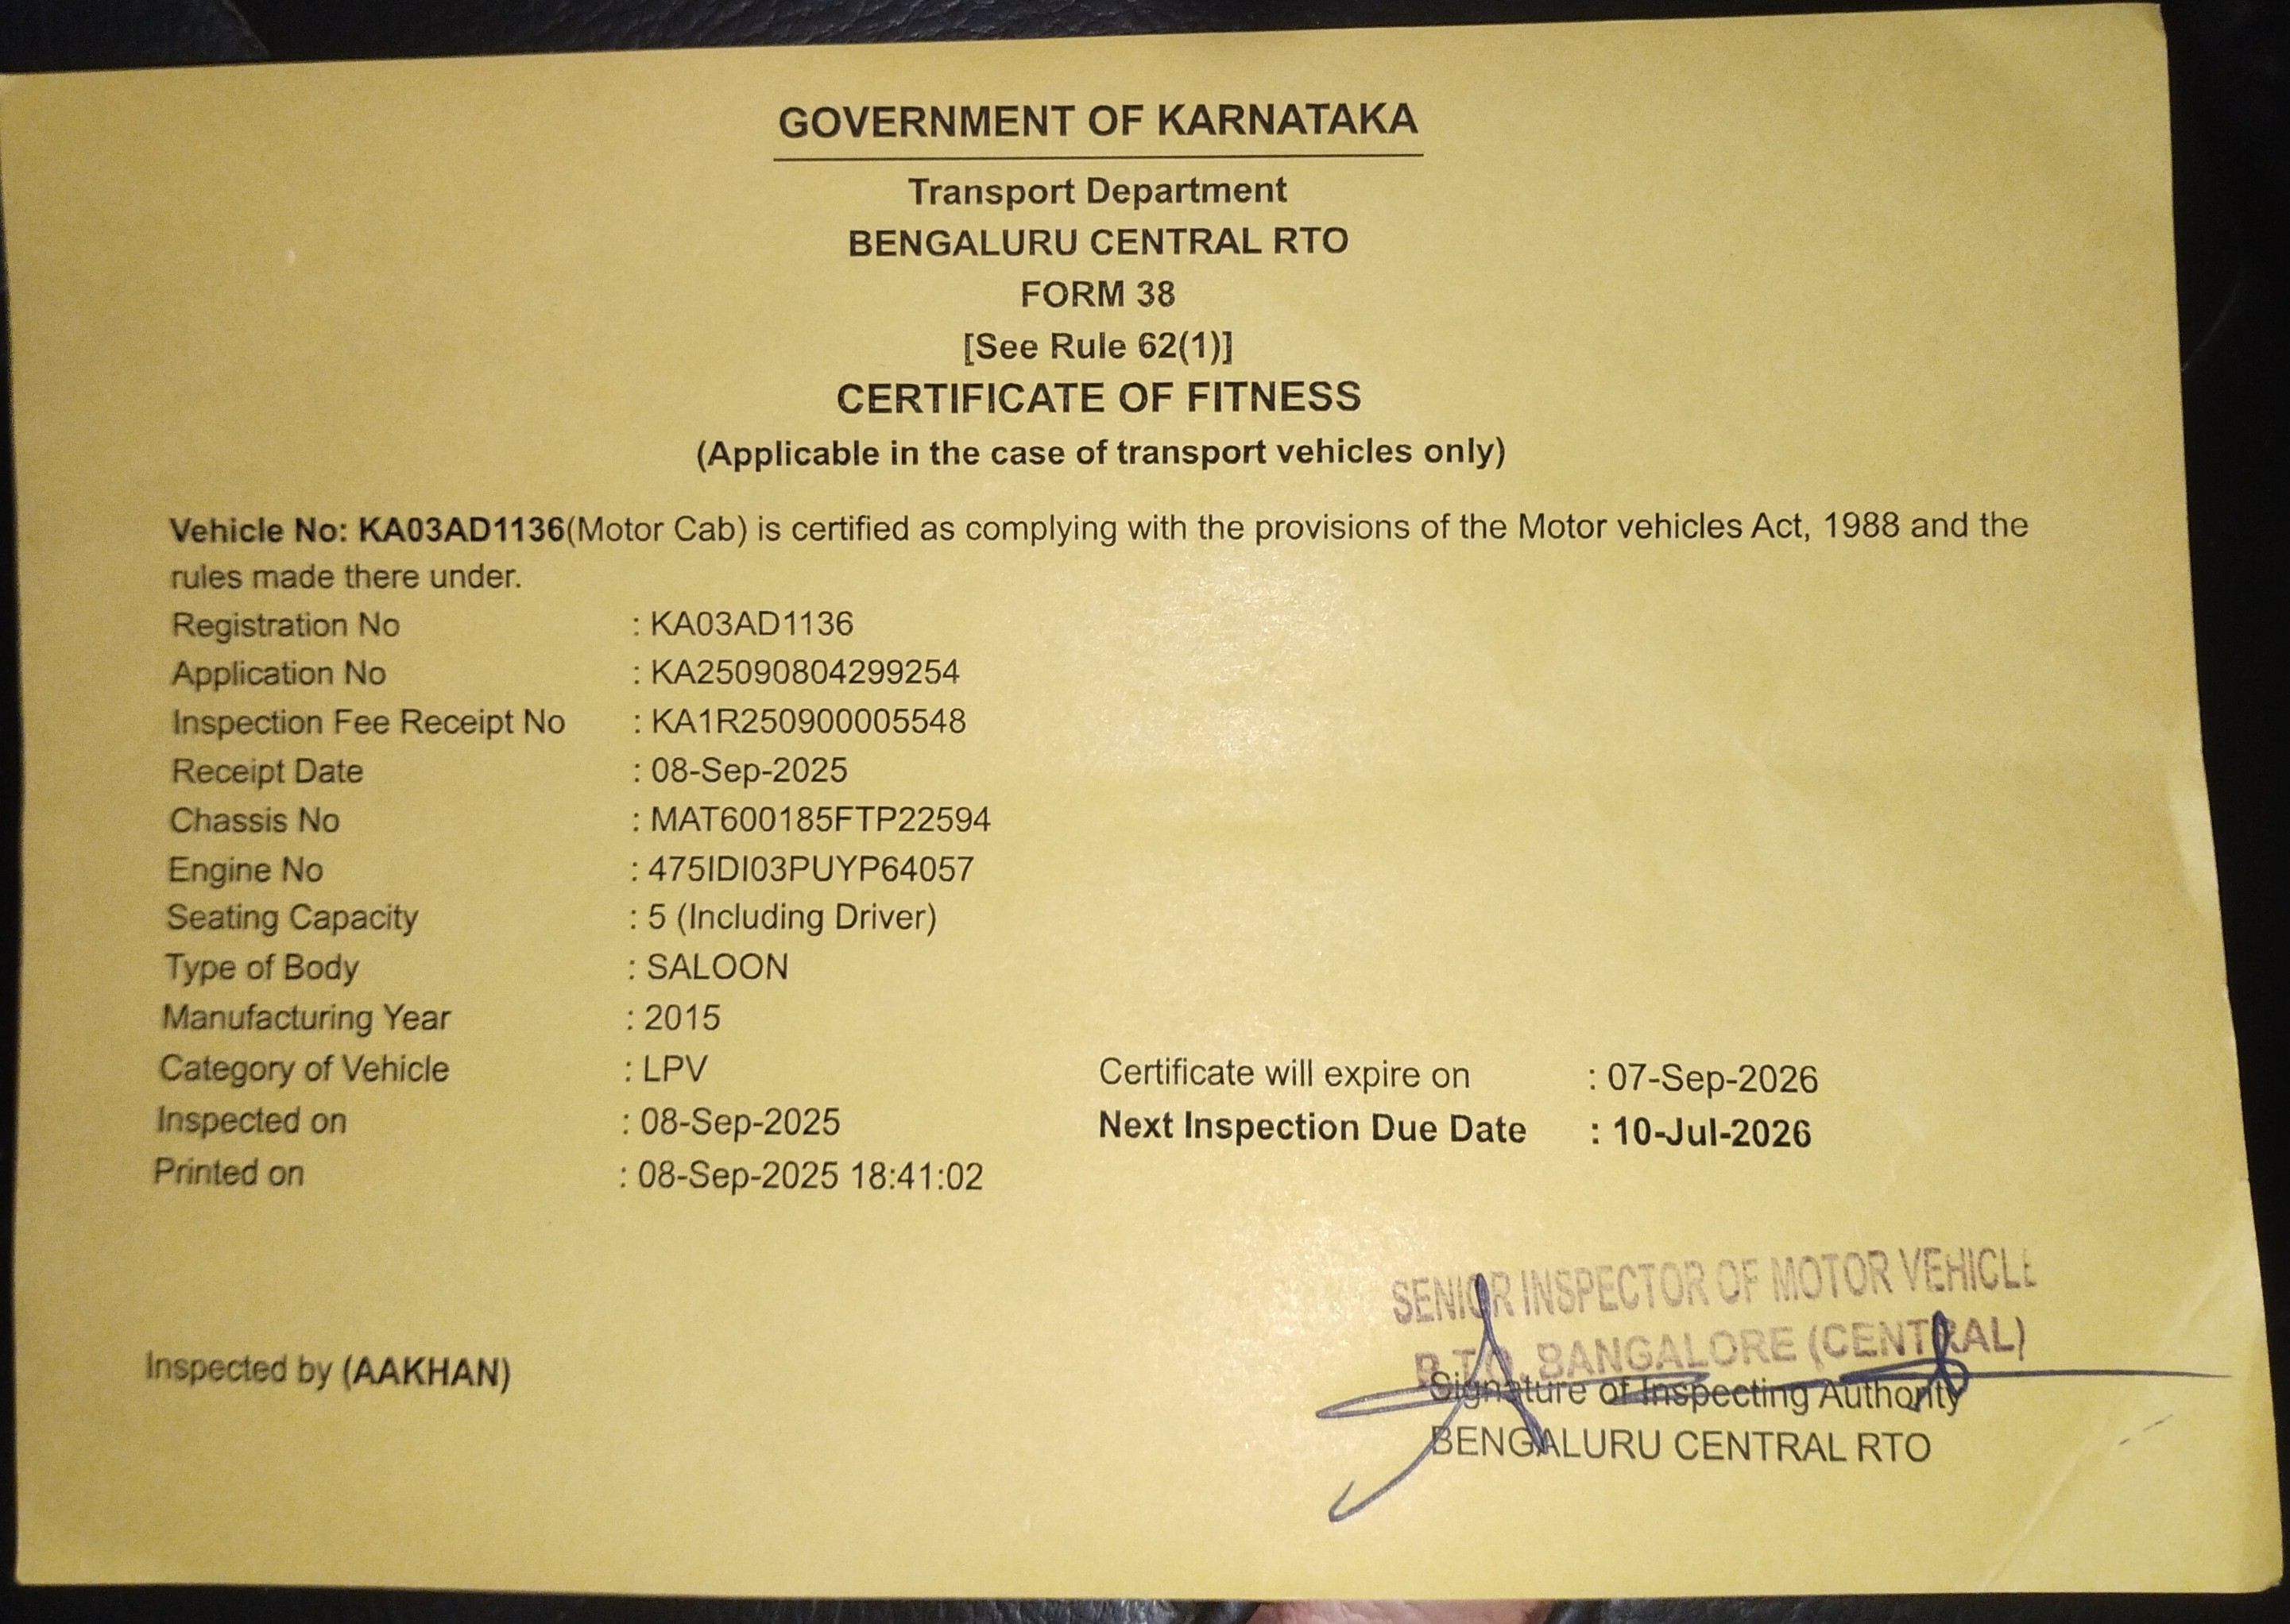 GOVERNMENT OF KARNATAKA
Transport Department
BENGALURU CENTRAL RTO
FORM 38
[See Rule 62(1)]
CERTIFICATE OF FITNESS
(Applicable in the case of transport vehicles only)
Vehicle No: KA03AD1136(Motor Cab) is certified as complying with the provisions of the Motor vehicles Act, 1988 and the
rules made there under.
Registration No : KA03AD1136
Application No : KA25090804299254
Inspection Fee Receipt No : KA1R250900005548
Receipt Date : 08-Sep-2025
Chassis No : MAT600185FTP22594
Engine No : 475IDI03PUYP64057
Seating Capacity : 5 (Including Driver)
Type of Body : SALOON
Manufacturing Year : 2015
Category of Vehicle : LPV Certificate will expire on : 07-Sep-2026
Inspected on : 08-Sep-2025 Next Inspection Due Date : 10-Jul-2026
Printed on : 08-Sep-2025 18:41:02
SENIOR INSPECTOR OF MOTOR VEHICLE
R.T.O. BANGALORE (CENTRAL)
Inspected by (AAKHAN) Signature of Inspecting Authority
BENGALURU CENTRAL RTO